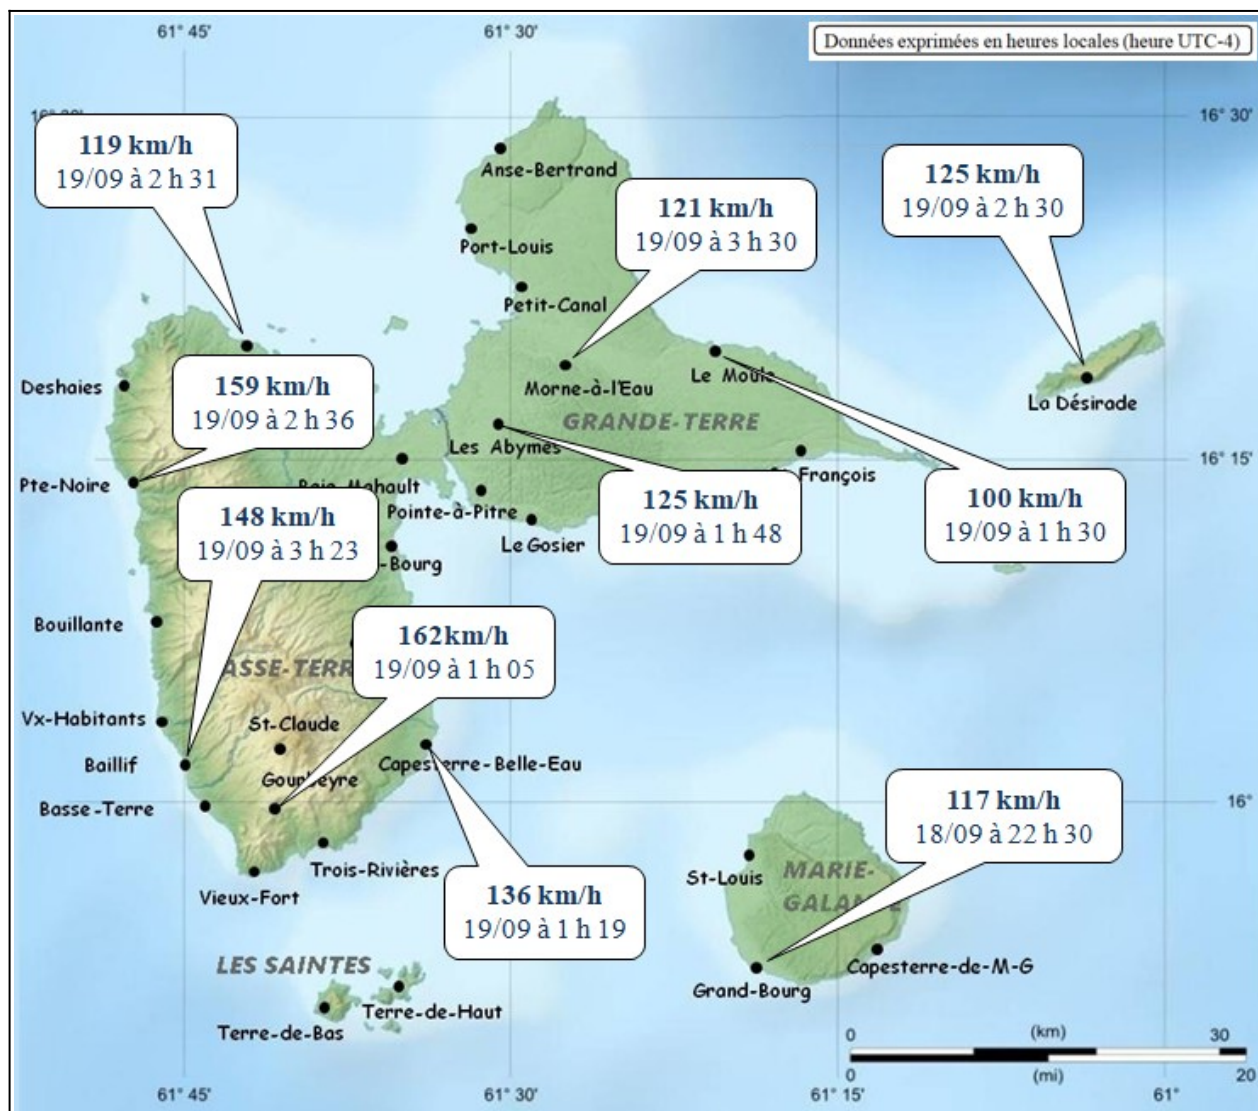 61° 45'
61° 30'
Données exprimées en heures locales (heure UTC-4)
16° 30'
119 km/h
19/09 à 2 h 31
Anse-Bertrand
125 km/h
19/09 à 2 h 30
121 km/h
19/09 à 3 h 30
Port-Louis
Petit-Canal
Deshaies
159 km/h
19/09 à 2 h 36
Morne-à-l'Eau
Le Moule
La Désirade
GRANDE-TERRE
Les Abymes
16° 15'
Pte-Noire
Baie-Mahault
François
Pointe-à-Pitre
125 km/h
19/09 à 1 h 48
100 km/h
19/09 à 1 h 30
148 km/h
19/09 à 3 h 23
Le Gosier
-Bourg
Bouillante
162km/h
19/09 à 1 h 05
ASSE-TERR
Vx-Habitants
St-Claude
Baillif
Gourbeyre
Capesterre-Belle-Eau
Basse-Terre
16°
117 km/h
18/09 à 22 h 30
Trois-Rivières
St-Louis
MARIE-
GALANTE
Vieux-Fort
136 km/h
19/09 à 1 h 19
LES SAINTES
Capesterre-de-M-G
Grand-Bourg
Terre-de-Haut
Terre-de-Bas
0 (km) 30
0 (mi) 20
61° 45'
61° 30'
61° 15'
61°